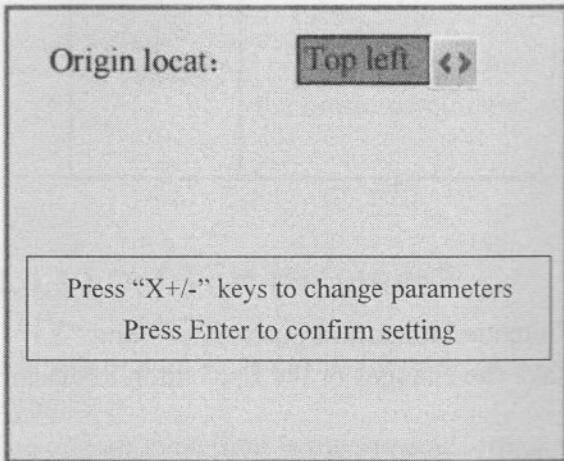 Origin locat: Top left <>
Press “X+/-” keys to change parameters
Press Enter to confirm setting